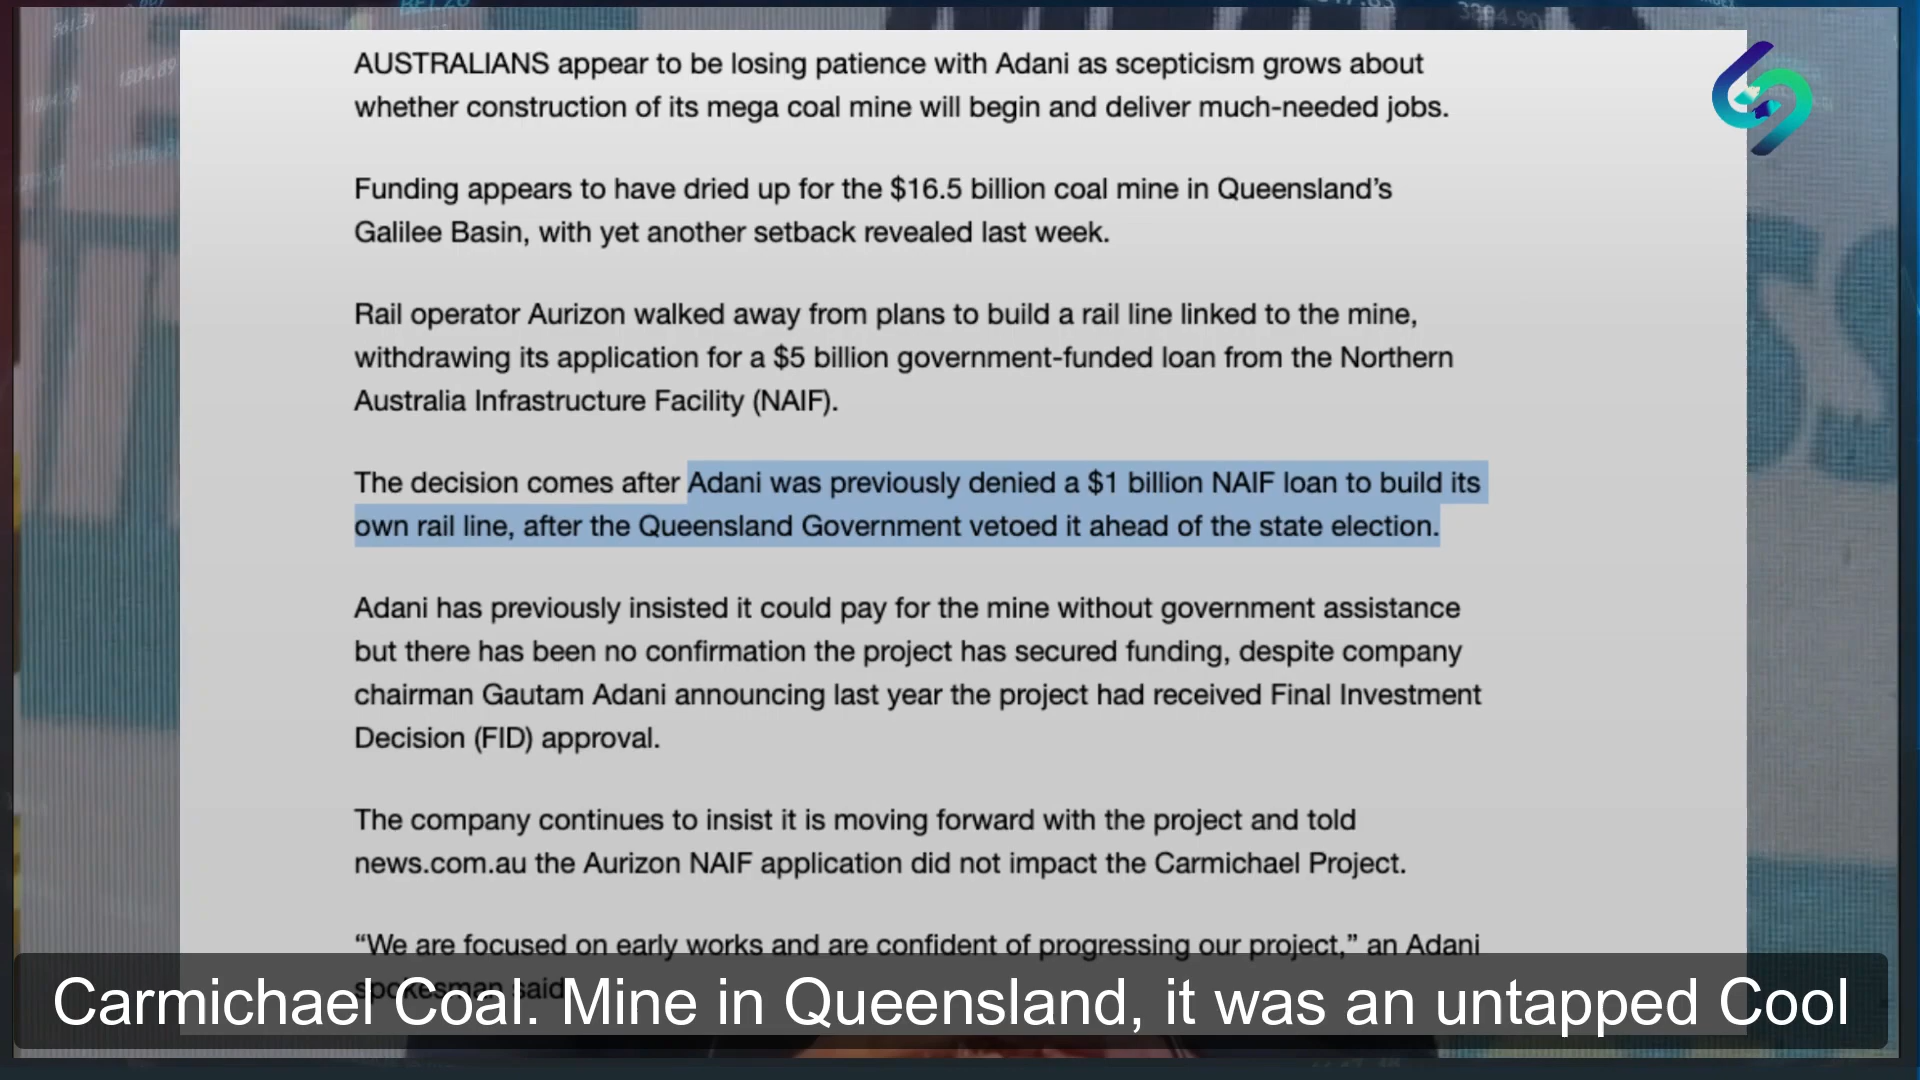 AUSTRALIANS appear to be losing patience with Adani as scepticism grows about
whether construction of its mega coal mine will begin and deliver much-needed jobs.
Funding appears to have dried up for the $16.5 billion coal mine in Queensland’s
Galilee Basin, with yet another setback revealed last week.
Rail operator Aurizon walked away from plans to build a rail line linked to the mine,
withdrawing its application for a $5 billion government-funded loan from the Northern
Australia Infrastructure Facility (NAIF).
The decision comes after Adani was previously denied a $1 billion NAIF loan to build its
own rail line, after the Queensland Government vetoed it ahead of the state election.
Adani has previously insisted it could pay for the mine without government assistance
but there has been no confirmation the project has secured funding, despite company
chairman Gautam Adani announcing last year the project had received Final Investment
Decision (FID) approval.
The company continues to insist it is moving forward with the project and told
news.com.au the Aurizon NAIF application did not impact the Carmichael Project.
“We are focused on early works and are confident of progressing our project,” an Adani
spokesman said
Carmichael Coal. Mine in Queensland, it was an untapped Cool